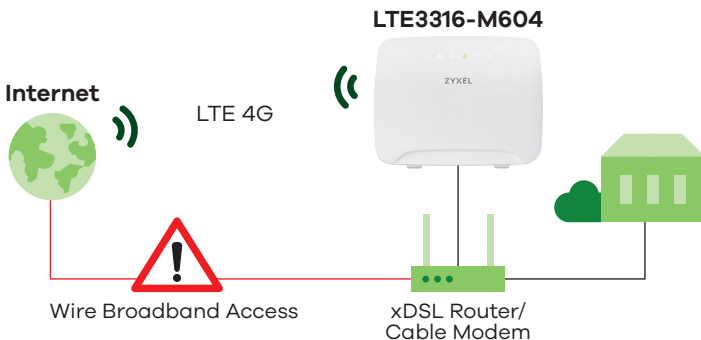 LTE3316-M604
ZYXEL
Internet
LTE 4G
Wire Broadband Access
xDSL Router/
Cable Modem